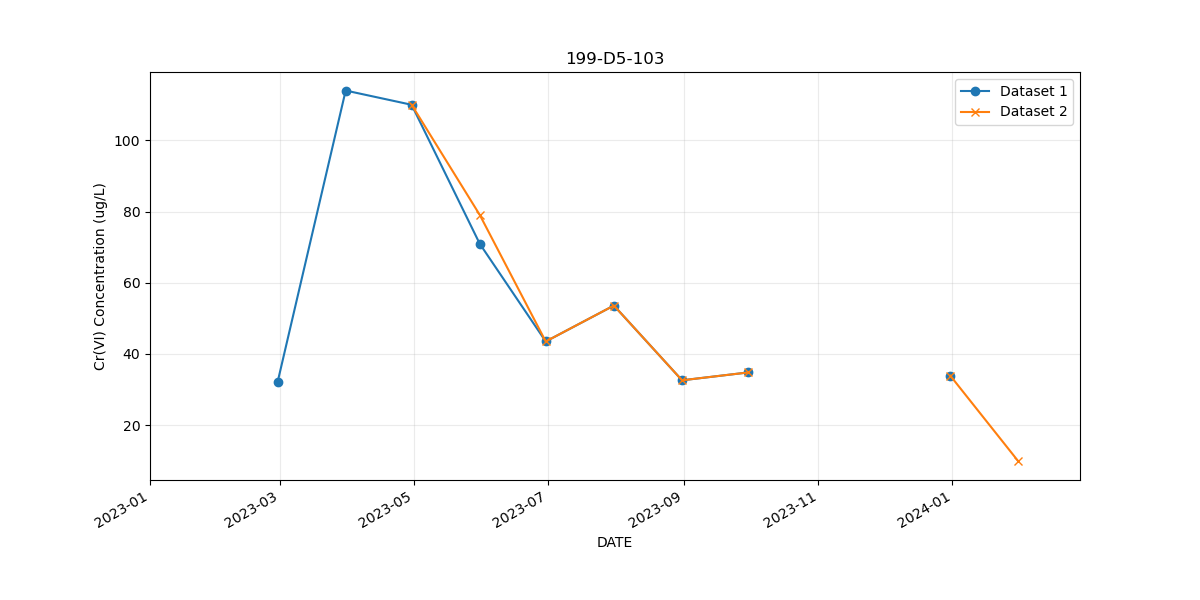 199-D5-103
Dataset 1
Dataset 2
Cr(VI) Concentration (ug/L)
100
80
60
40
20
2023-01
2023-03
2023-05
2023-07
2023-09
2023-11
2024-01
DATE